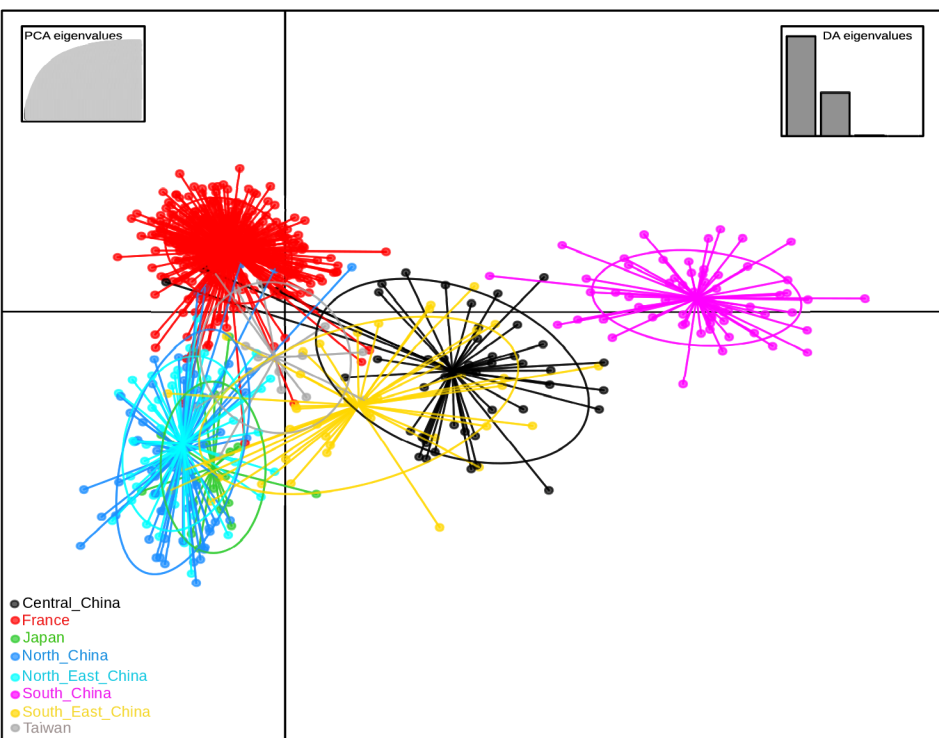 PCA eigenvalues
DA eigenvalues
Central_China
France
Japan
North_China
North_East_China
South_China
South_East_China
Taiwan